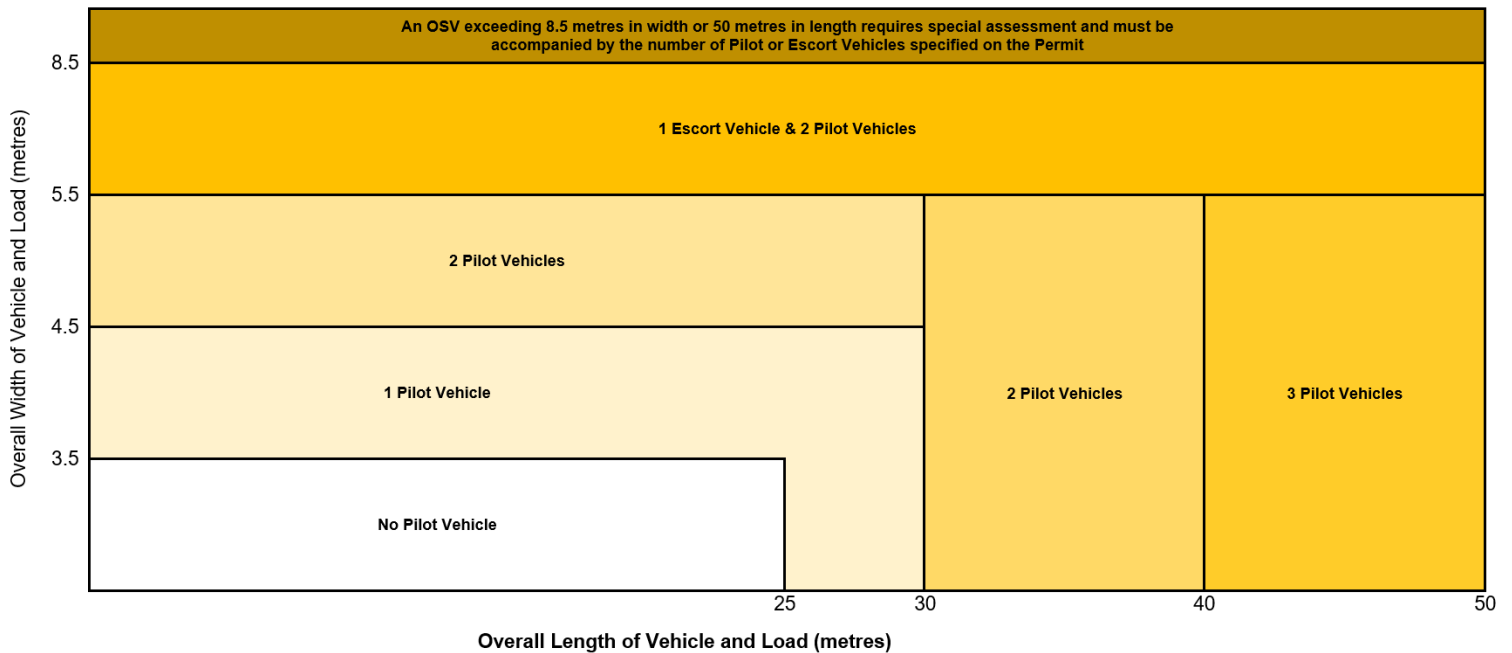 An OSV exceeding 8.5 metres in width or 50 metres in length requires special assessment and must be
accompanied by the number of Pilot or Escort Vehicles specified on the Permit
8.5
1 Escort Vehicle & 2 Pilot Vehicles
Overall Width of Vehicle and Load (metres)
5.5
2 Pilot Vehicles
4.5
1 Pilot Vehicle
2 Pilot Vehicles
3 Pilot Vehicles
3.5
No Pilot Vehicle
25
30
40
50
Overall Length of Vehicle and Load (metres)